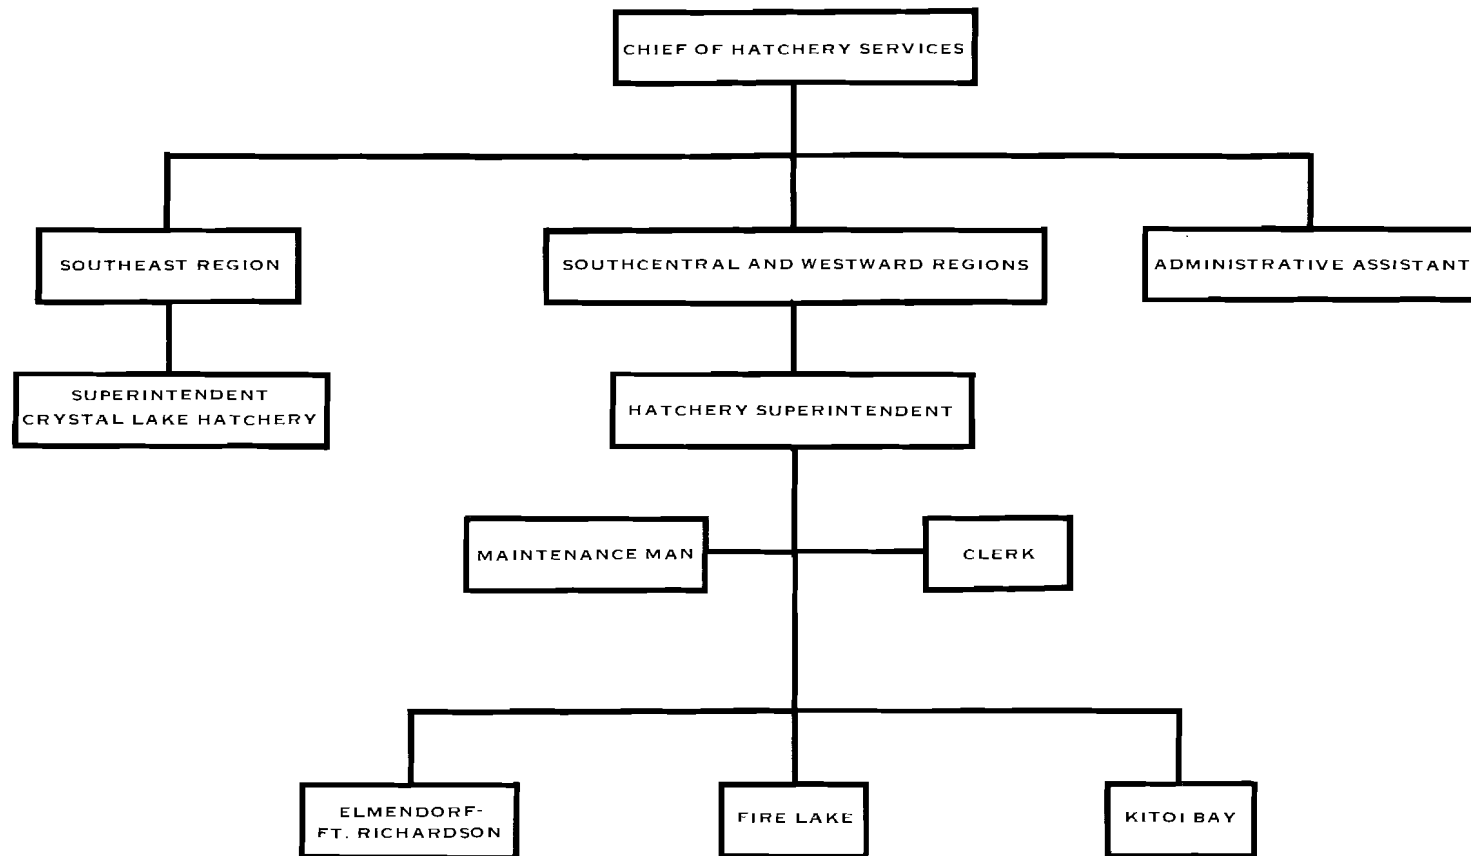 CHIEF OF HATCHERY SERVICES
SOUTHEAST REGION
SOUTHCENTRAL AND WESTWARD REGIONS
ADMINISTRATIVE ASSISTANT
SUPERINTENDENT
CRYSTAL LAKE HATCHERY
HATCHERY SUPERINTENDENT
MAINTENANCE MAN
CLERK
ELMENDORF-
FT. RICHARDSON
FIRE LAKE
KITOI BAY